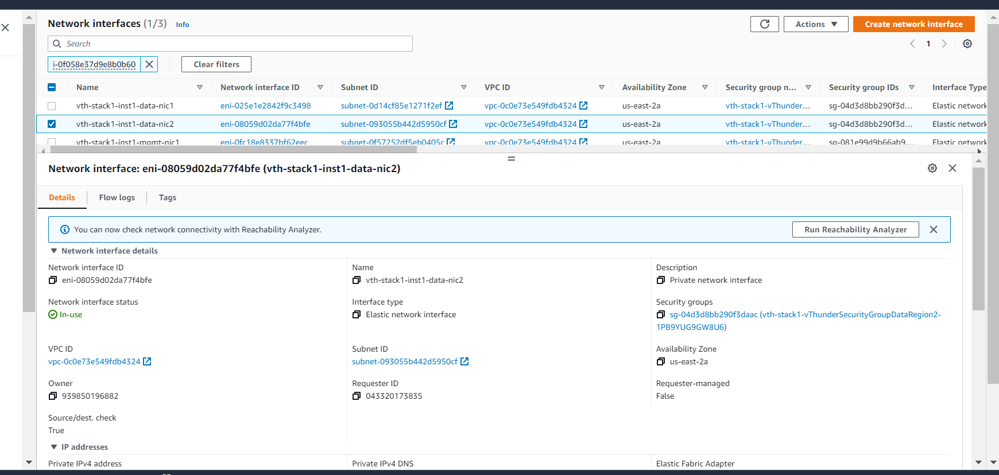 Network interfaces (1/3) Info
Actions
Create network interface
Search
1
i-0f058e37d9e8b0b60
Clear filters
Name Network interface ID Subnet ID VPC ID Availability Zone Security group n... Security group IDs Interface Type
vth-stack1-inst1-data-nic1 eni-025e1e2842f9c3498 subnet-0d14cf85e1271f2ef vpc-0c0e73e549fdb4324 us-east-2a vth-stack1-vThunder... sg-04d3d8bb290f3d... Elastic network
vth-stack1-inst1-data-nic2 eni-08059d02da77f4bfe subnet-093055b442d5950cf vpc-0c0e73e549fdb4324 us-east-2a vth-stack1-vThunder... sg-04d3d8bb290f3d... Elastic network
vth-stack1-inst1-mgmt-nic1 eni-0fc18e8337bf62eec subnet-0f57252df5eb0405c vpc-0c0e73e549fdb4324 us-east-2a vth-stack1-vThunder... sg-081e99d9b66ab9... Elastic network
Network interface: eni-08059d02da77f4bfe (vth-stack1-inst1-data-nic2)
Details Flow logs Tags
You can now check network connectivity with Reachability Analyzer.
Run Reachability Analyzer
Network interface details
Network interface ID
eni-08059d02da77f4bfe
Name
vth-stack1-inst1-data-nic2
Description
Private network interface
Network interface status
In-use
Interface type
Elastic network interface
Security groups
sg-04d3d8bb290f3daac (vth-stack1-vThunderSecurityGroupDataRegion2-
1PB9YUG9GW8U6)
VPC ID
vpc-0c0e73e549fdb4324
Subnet ID
subnet-093055b442d5950cf
Availability Zone
us-east-2a
Owner
939850196882
Requester ID
043320173835
Requester-managed
False
Source/dest. check
True
IP addresses
Private IPv4 address
Private IPv4 DNS
Elastic Fabric Adapter